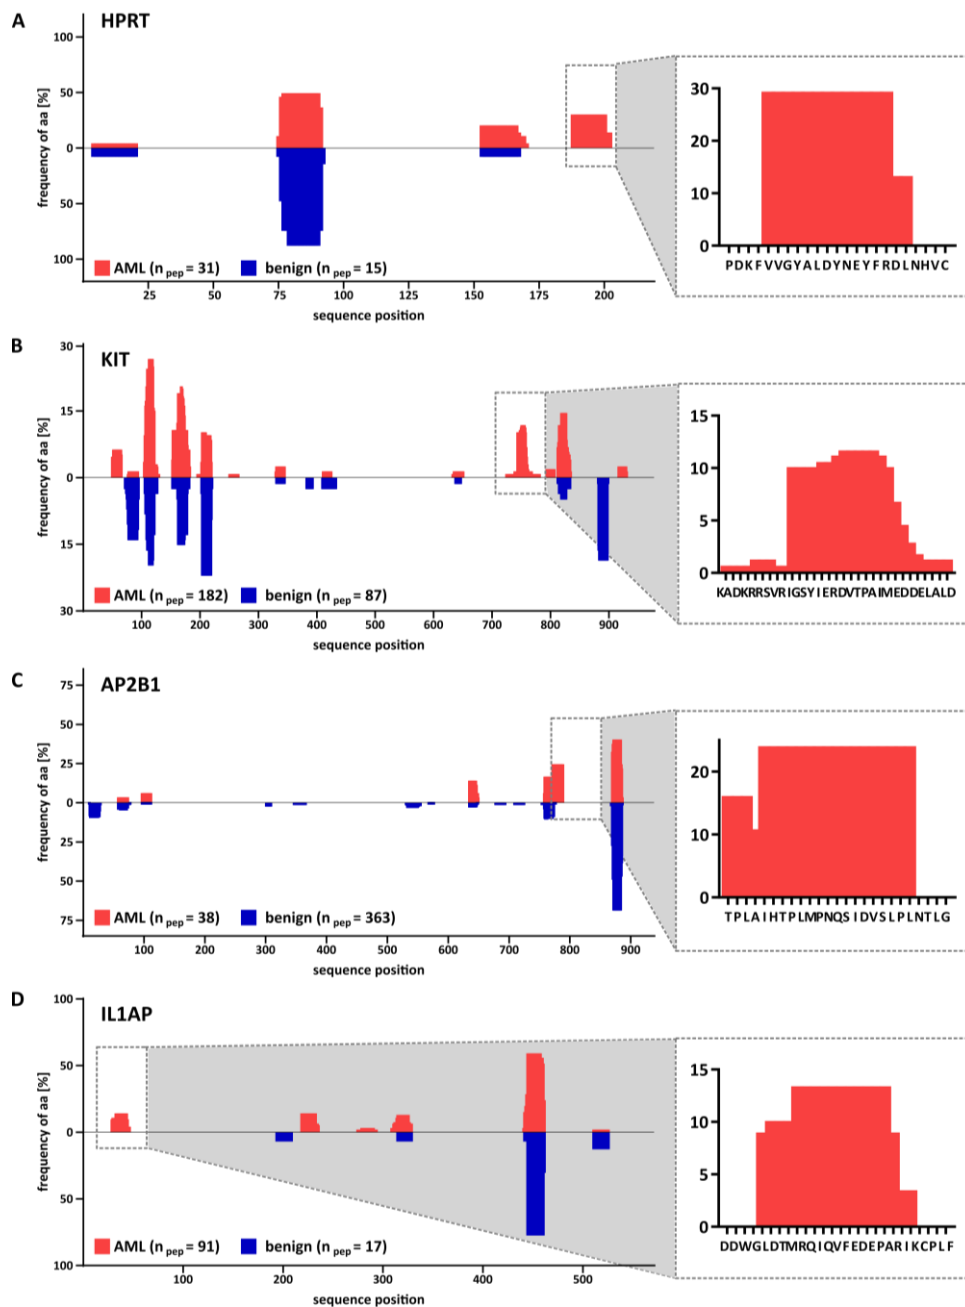 A HPRT
frequency of aa [%]
100
50
0
50
100
AML (n pep = 31) benign (n pep = 15)
25 50 75 100 125 150 175 200
sequence position
30
20
10
0
PDKFVVGYALDYNEYFRDLNHVC
B KIT
frequency of aa [%]
30
15
0
15
30
AML (n pep = 182) benign (n pep = 87)
100 200 300 400 500 600 700 800 900
sequence position
15
10
5
0
KADKRRSVRIGSYIERDVTPAIMEDDELALD
C AP2B1
frequency of aa [%]
75
50
25
0
25
50
75
AML (n pep = 38) benign (n pep = 363)
100 200 300 400 500 600 700 800 900
sequence position
20
10
0
TPLAIHTPLMPNQSIDVSLPLNTLG
D IL1AP
frequency of aa [%]
100
50
0
50
100
AML (n pep = 91) benign (n pep = 17)
100 200 300 400 500
sequence position
15
10
5
0
DDWGLDTMRQIQVFEDEPARIKCPLF